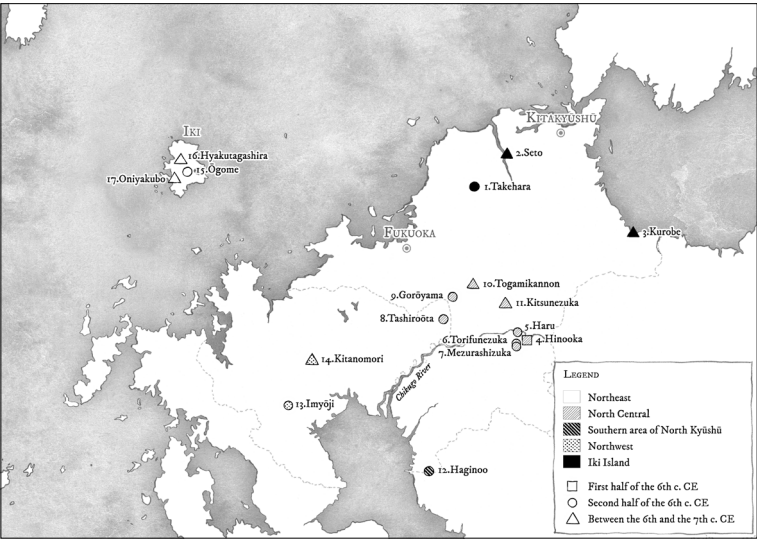 KITAKYŪSHŪ
IKI
16.Hyakutagashira
2.Seto
15.Ōgome
17.Oniyakubo
1.Takehara
FUKUOKA
3.Kurobe
10.Togamikannon
9.Gorōyama
11.Kitsunezuka
8.Tashiroōta
5.Haru
6.Torifunezuka
4.Hinooka
7.Mezurashizuka
14.Kitanomori
Chikugo River
13.Imyōji
12.Haginoo
LEGEND
Northeast
North Central
Southern area of North Kyūshū
Northwest
Iki Island
First half of the 6th c. CE
Second half of the 6th c. CE
Between the 6th and the 7th c. CE